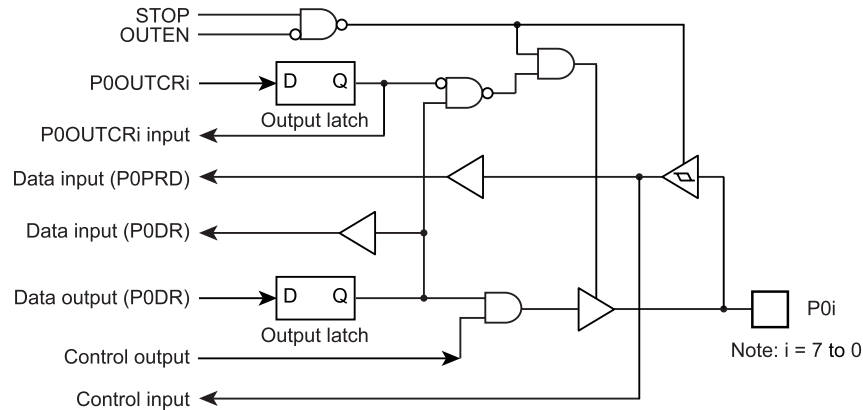 STOP
OUTEN
P0OUTCRi
D Q
Output latch
P0OUTCRi input
Data input (P0PRD)
Data input (P0DR)
Data output (P0DR)
D Q
Output latch
P0i
Note: i = 7 to 0
Control output
Control input